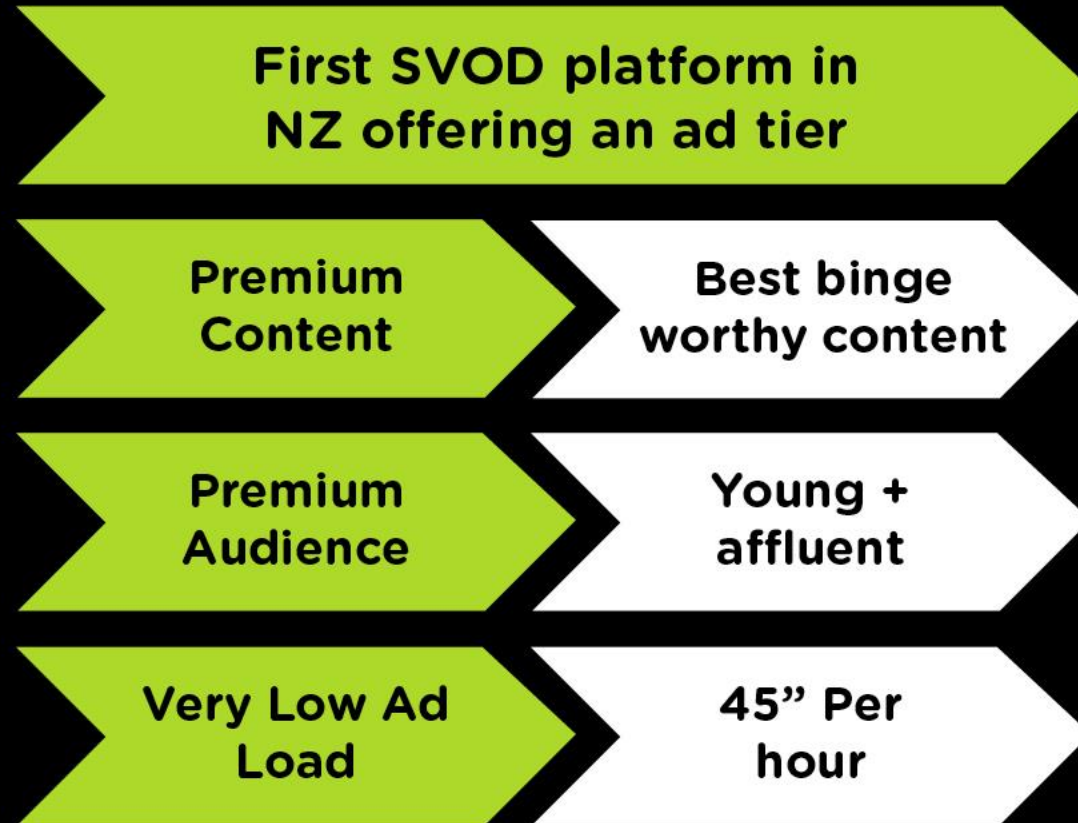 First SVOD platform in
NZ offering an ad tier
Premium
Content
Best binge
worthy content
Premium
Audience
Young +
affluent
Very Low Ad
Load
45” Per
hour